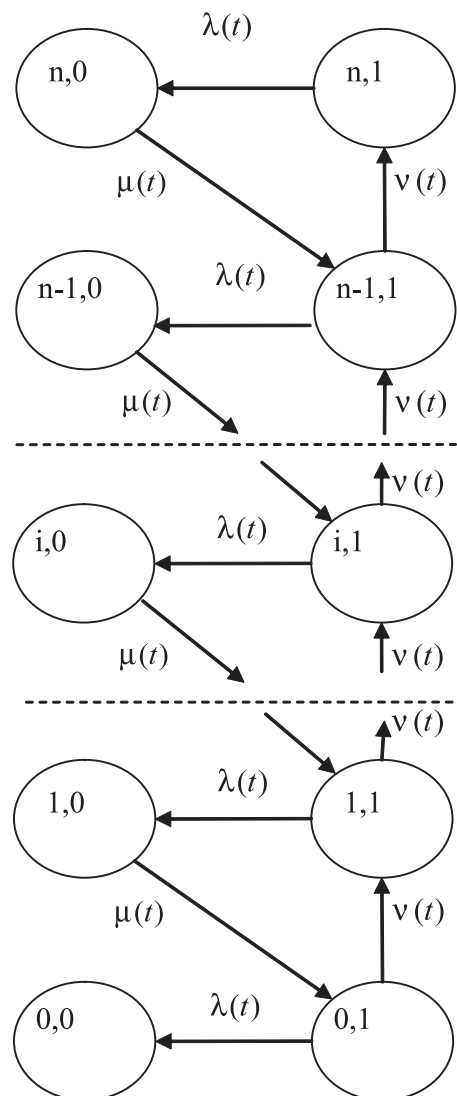 λ(t)
n,0 n,1
μ(t) ν(t)
n-1,0 λ(t) n-1,1
μ(t) ν(t)
ν(t)
i,0 λ(t) i,1
μ(t) ν(t)
ν(t)
1,0 λ(t) 1,1
μ(t) ν(t)
0,0 λ(t) 0,1